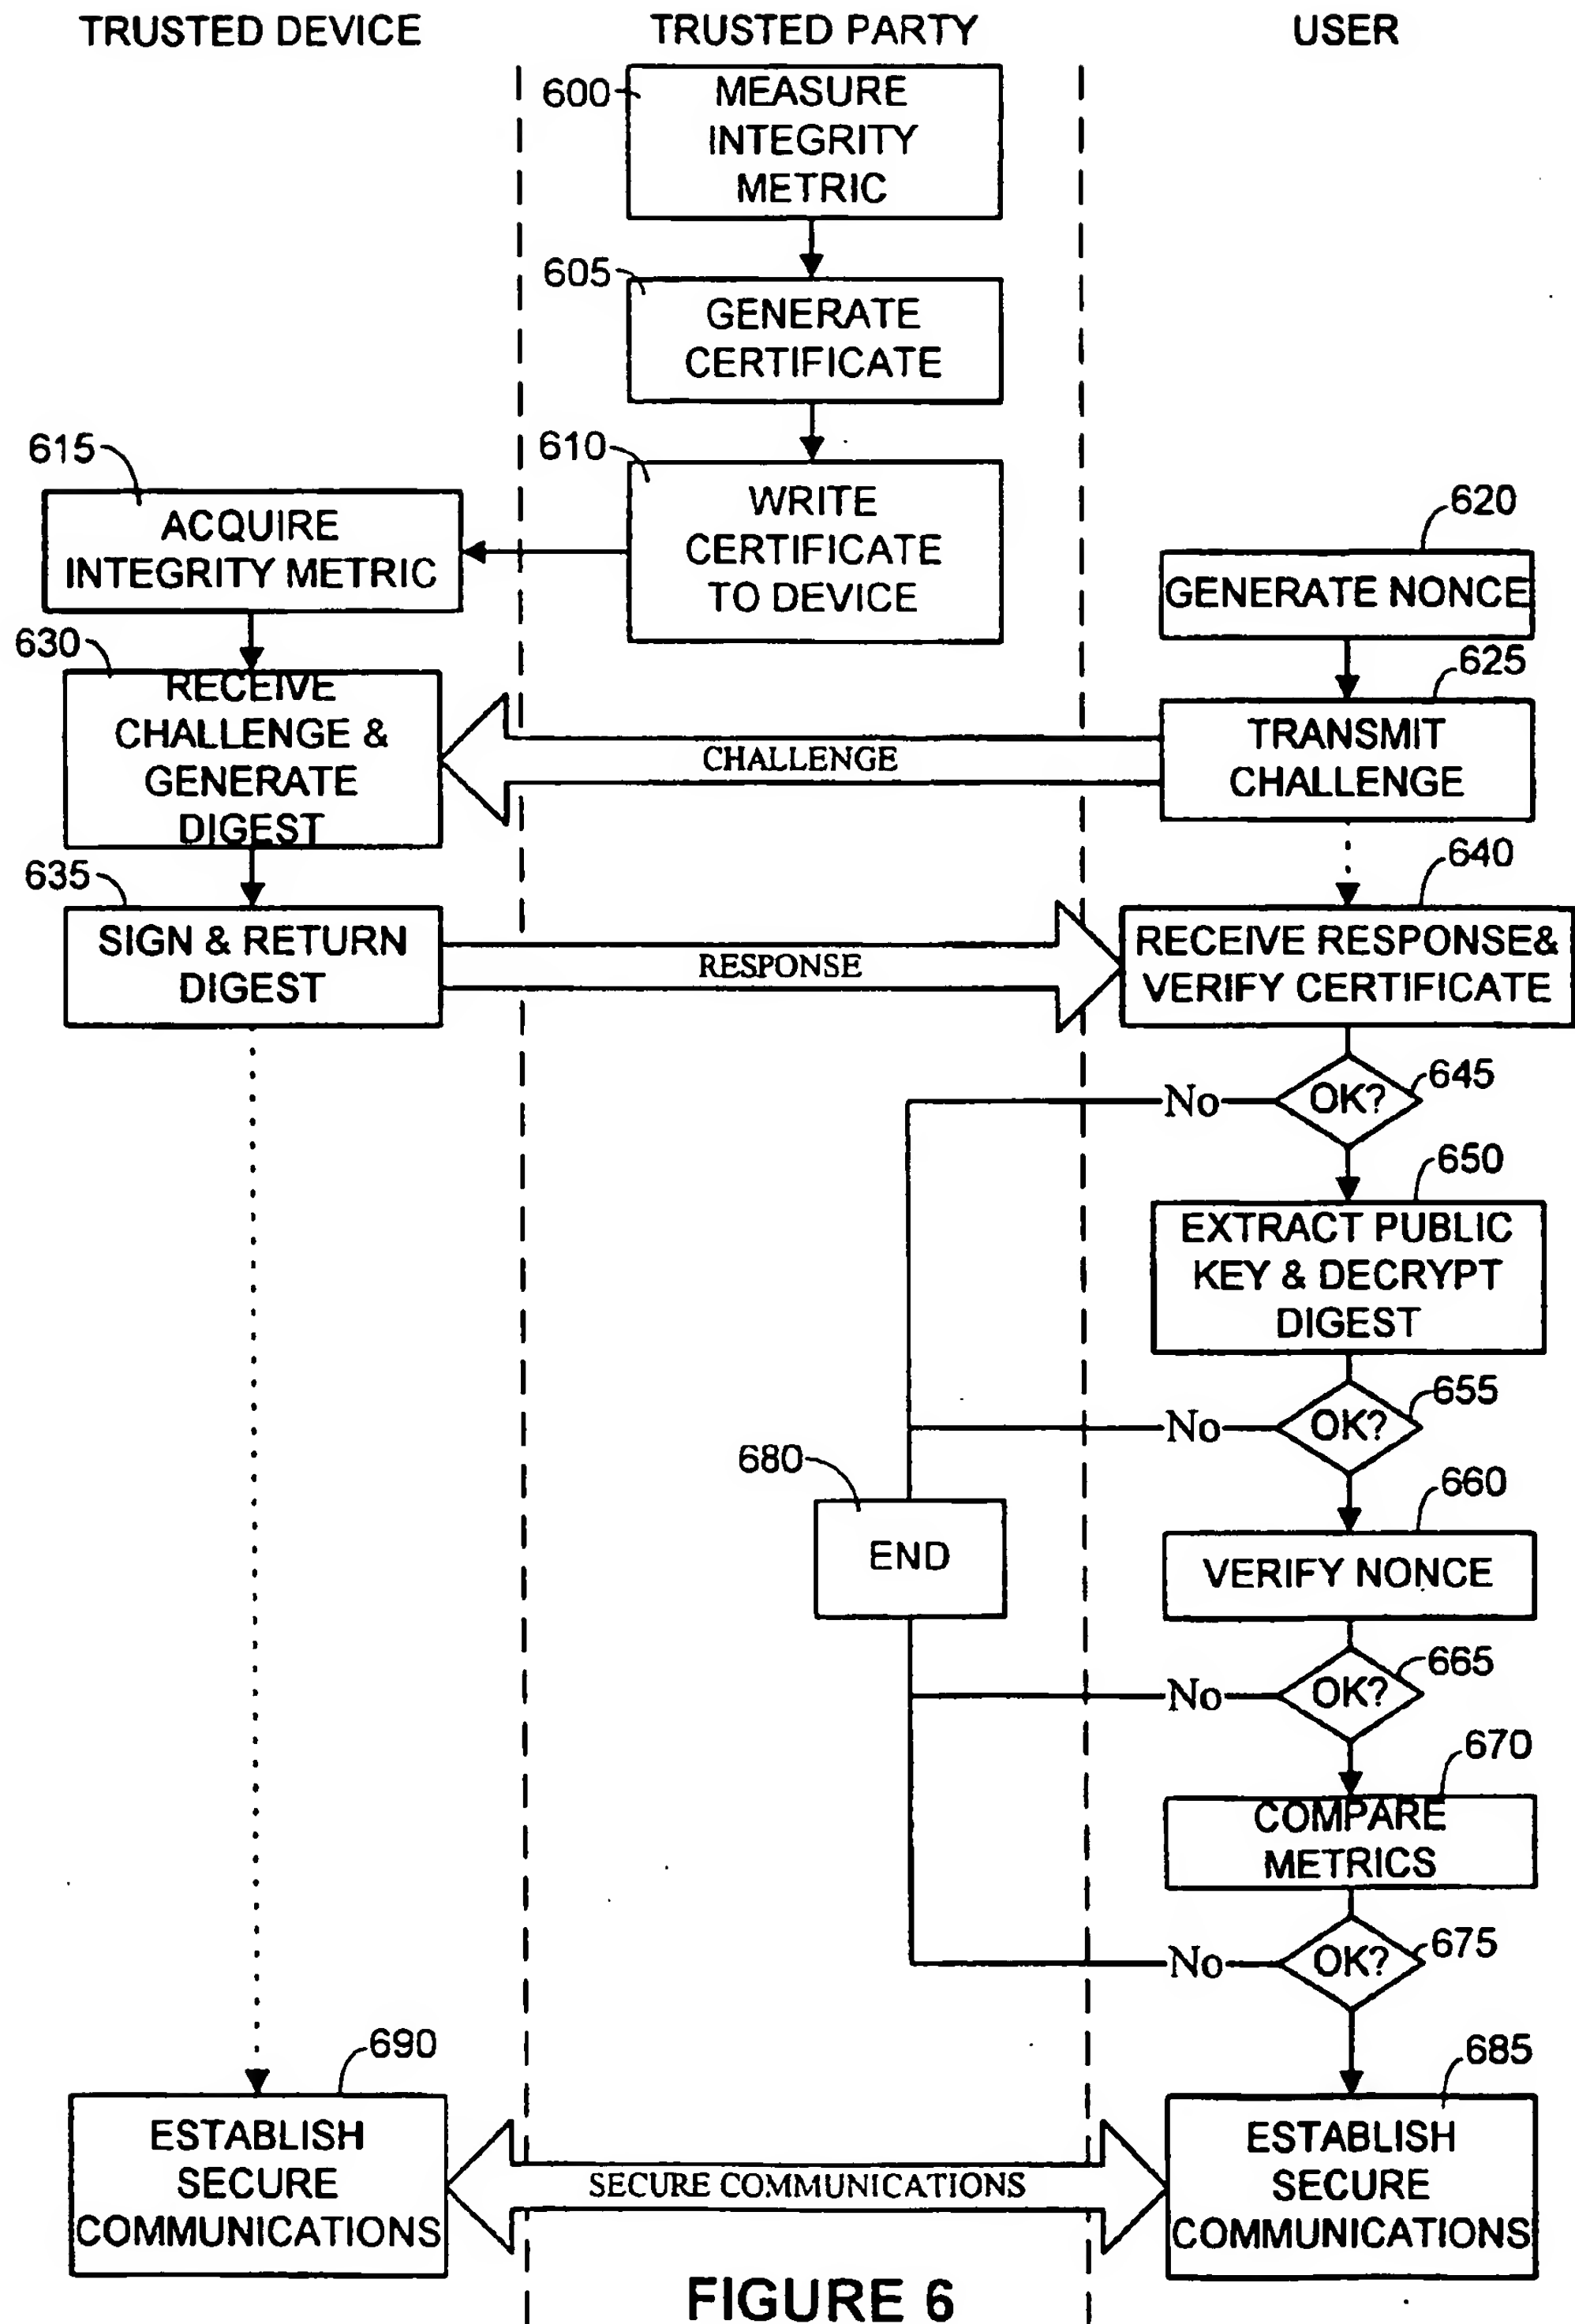 TRUSTED DEVICE
TRUSTED PARTY
USER
600
MEASURE
INTEGRITY
METRIC
605
GENERATE
CERTIFICATE
610
WRITE
CERTIFICATE
TO DEVICE
615
ACQUIRE
INTEGRITY METRIC
620
GENERATE NONCE
625
TRANSMIT
CHALLENGE
CHALLENGE
630
RECEIVE
CHALLENGE &
GENERATE
DIGEST
635
SIGN & RETURN
DIGEST
RESPONSE
640
RECEIVE RESPONSE&
VERIFY CERTIFICATE
645
OK?
No
650
EXTRACT PUBLIC
KEY & DECRYPT
DIGEST
655
OK?
No
680
END
660
VERIFY NONCE
665
OK?
No
670
COMPARE
METRICS
675
OK?
No
690
ESTABLISH
SECURE
COMMUNICATIONS
SECURE COMMUNICATIONS
685
ESTABLISH
SECURE
COMMUNICATIONS
FIGURE 6